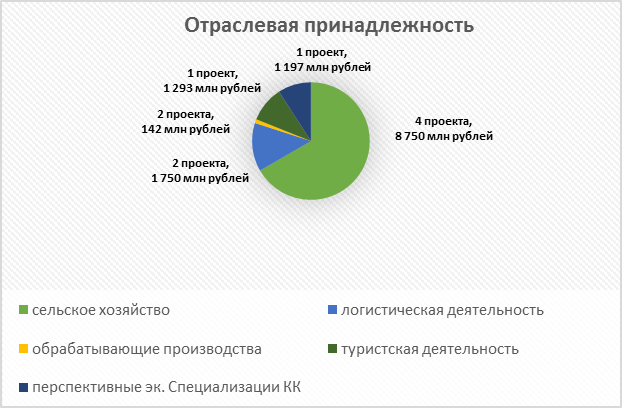 Отраслевая принадлежность
1 проект,
1 197 млн рублей
1 проект,
1 293 млн рублей
2 проекта,
142 млн рублей
4 проекта,
8 750 млн рублей
2 проекта,
1 750 млн рублей
сельское хозяйство
логистическая деятельность
обрабатывающие производства
туристская деятельность
перспективные эк. Специализации КК